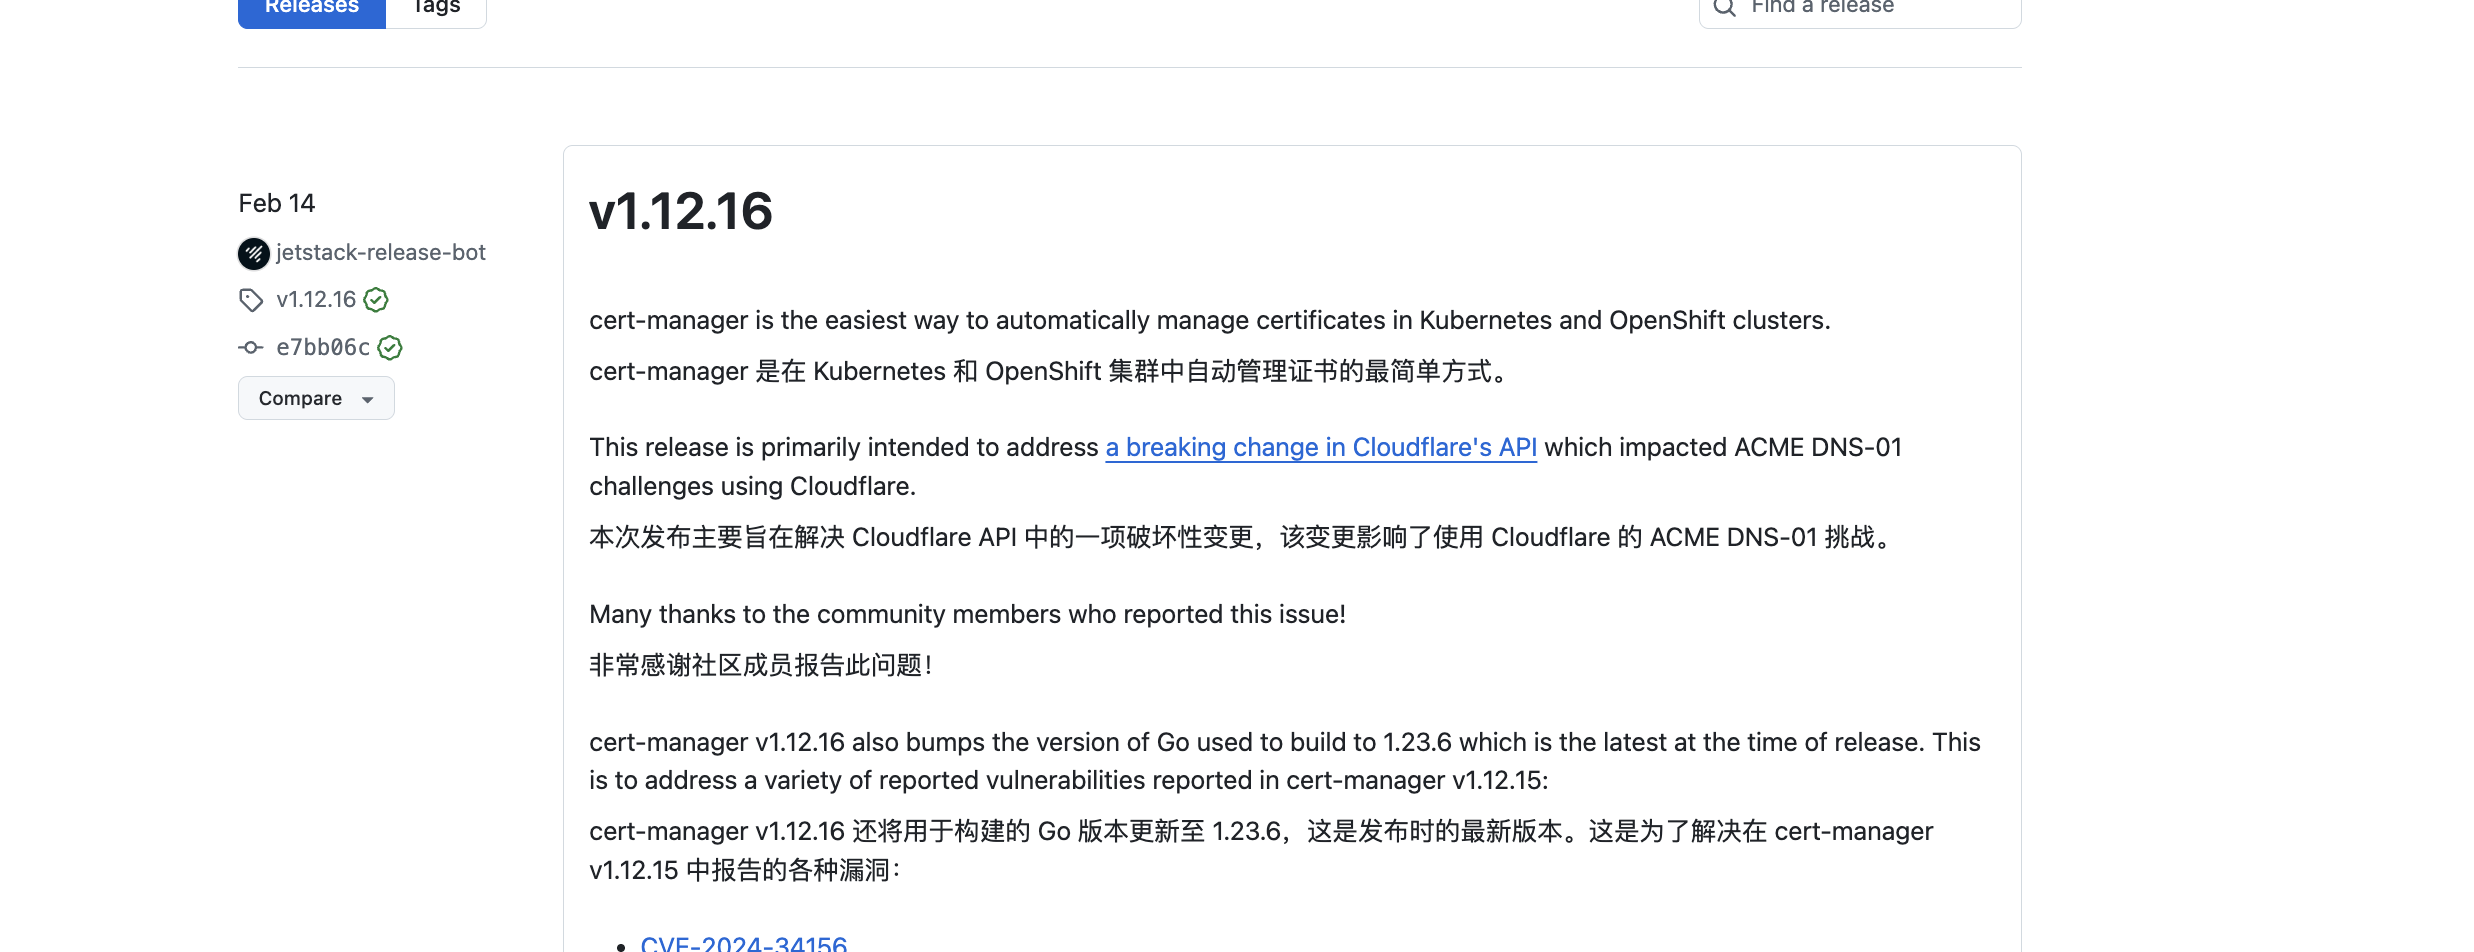 Releases
Tags
Find a release
Feb 14
jetstack-release-bot
v1.12.16
e7bb06c
Compare
v1.12.16
cert-manager is the easiest way to automatically manage certificates in Kubernetes and OpenShift clusters.
cert-manager 是在 Kubernetes 和 OpenShift 集群中自动管理证书的最简单方式。
This release is primarily intended to address a breaking change in Cloudflare's API which impacted ACME DNS-01
challenges using Cloudflare.
本次发布主要旨在解决 Cloudflare API 中的一项破坏性变更，该变更影响了使用 Cloudflare 的 ACME DNS-01 挑战。
Many thanks to the community members who reported this issue!
非常感谢社区成员报告此问题！
cert-manager v1.12.16 also bumps the version of Go used to build to 1.23.6 which is the latest at the time of release. This
is to address a variety of reported vulnerabilities reported in cert-manager v1.12.15:
cert-manager v1.12.16 还将用于构建的 Go 版本更新至 1.23.6，这是发布时的最新版本。这是为了解决在 cert-manager
v1.12.15 中报告的各种漏洞：
CVE-2024-34156